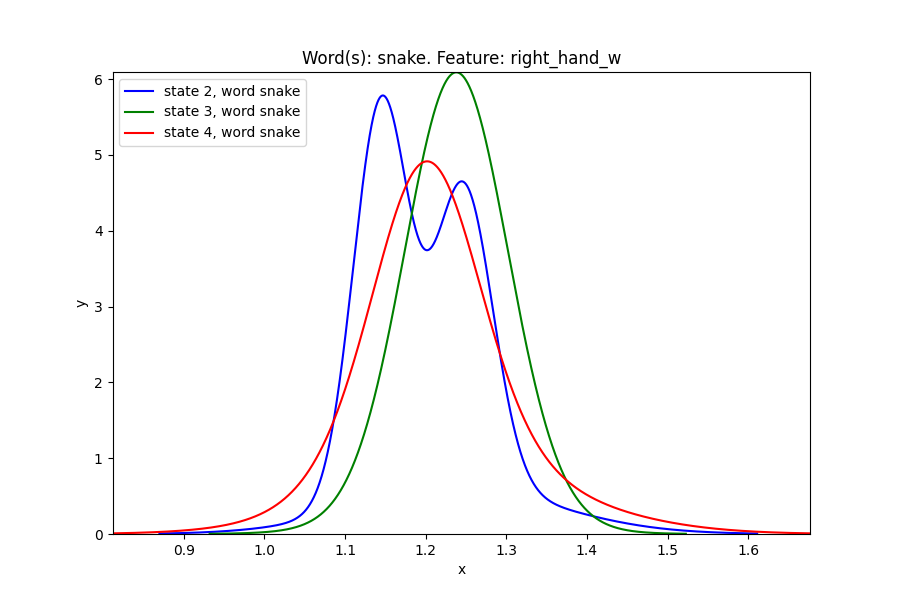 Word(s): snake. Feature: right_hand_w
state 2, word snake
state 3, word snake
state 4, word snake
y
6
5
4
3
2
1
0
0.9 1.0 1.1 1.2 1.3 1.4 1.5 1.6
x